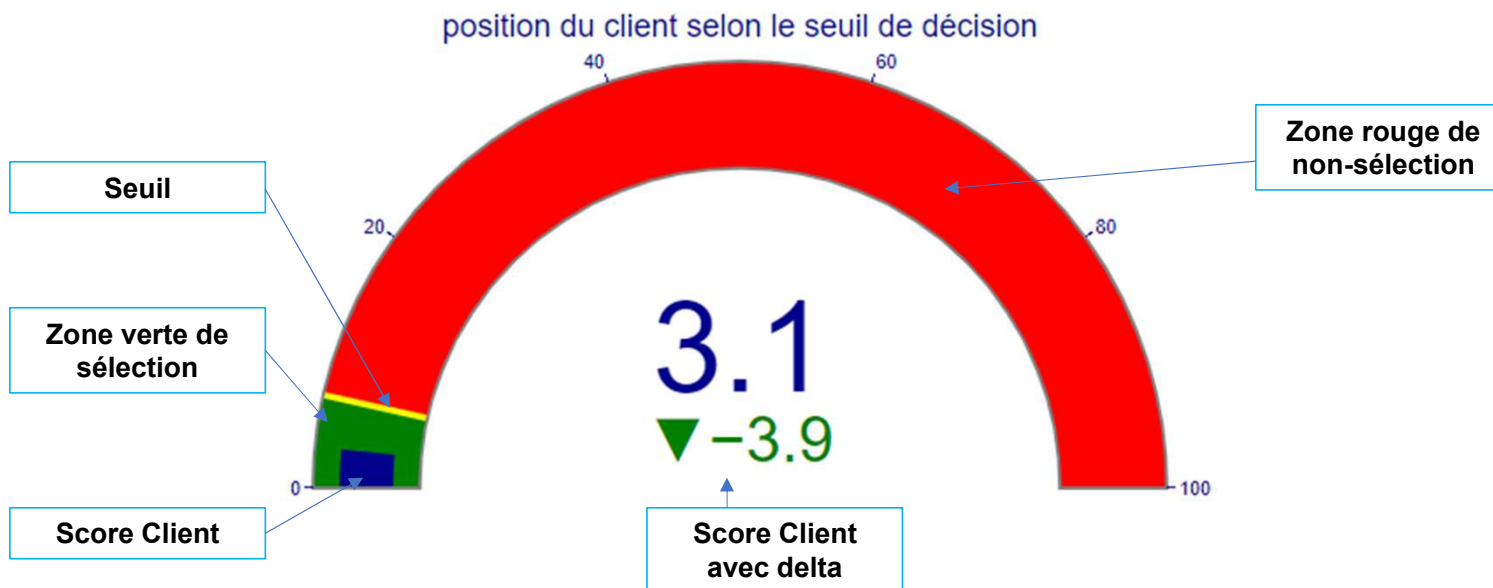 position du client selon le seuil de décision
40
60
Zone rouge de
non-sélection
Seuil
20
80
Zone verte de
sélection
3.1
▼−3.9
0
100
Score Client
Score Client
avec delta